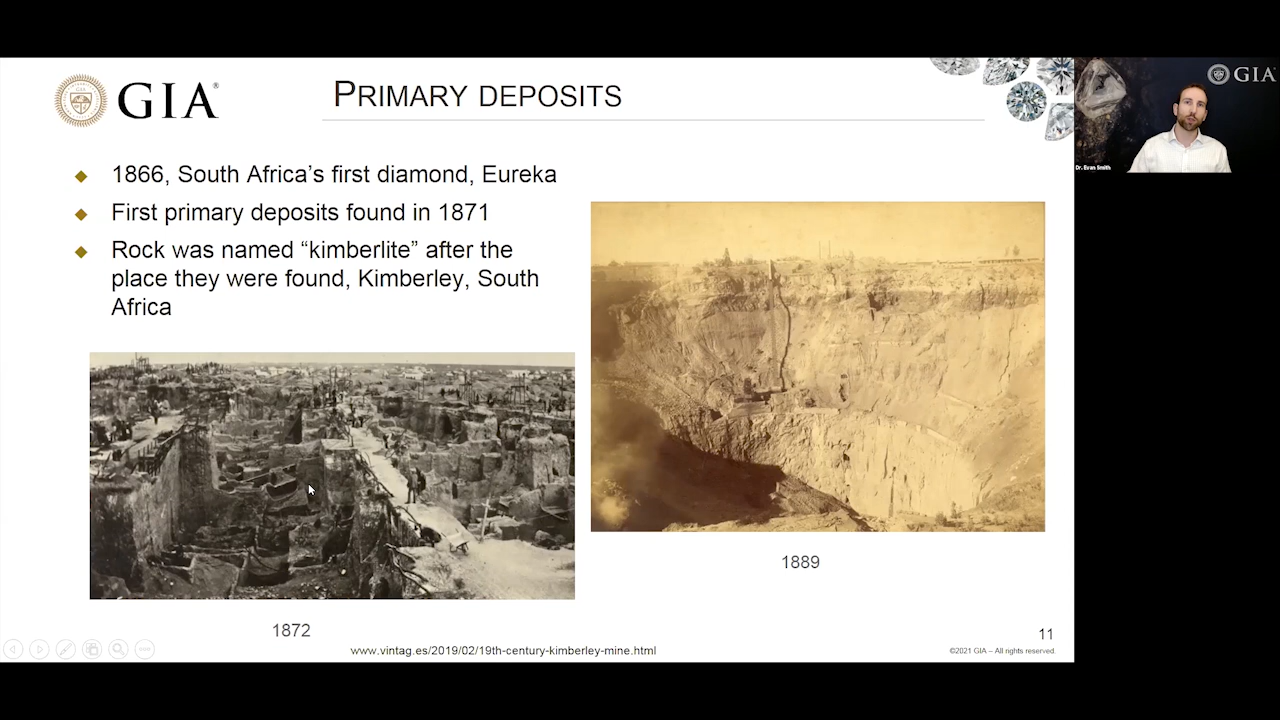 GIA®
PRIMARY DEPOSITS
GIA
1866, South Africa's first diamond, Eureka
First primary deposits found in 1871
Rock was named “kimberlite” after the
place they were found, Kimberley, South
Africa
Dr. Evan Smith
1889
1872
11
www.vintag.es/2019/02/19th-century-kimberley-mine.html
©2021 GIA – All rights reserved.